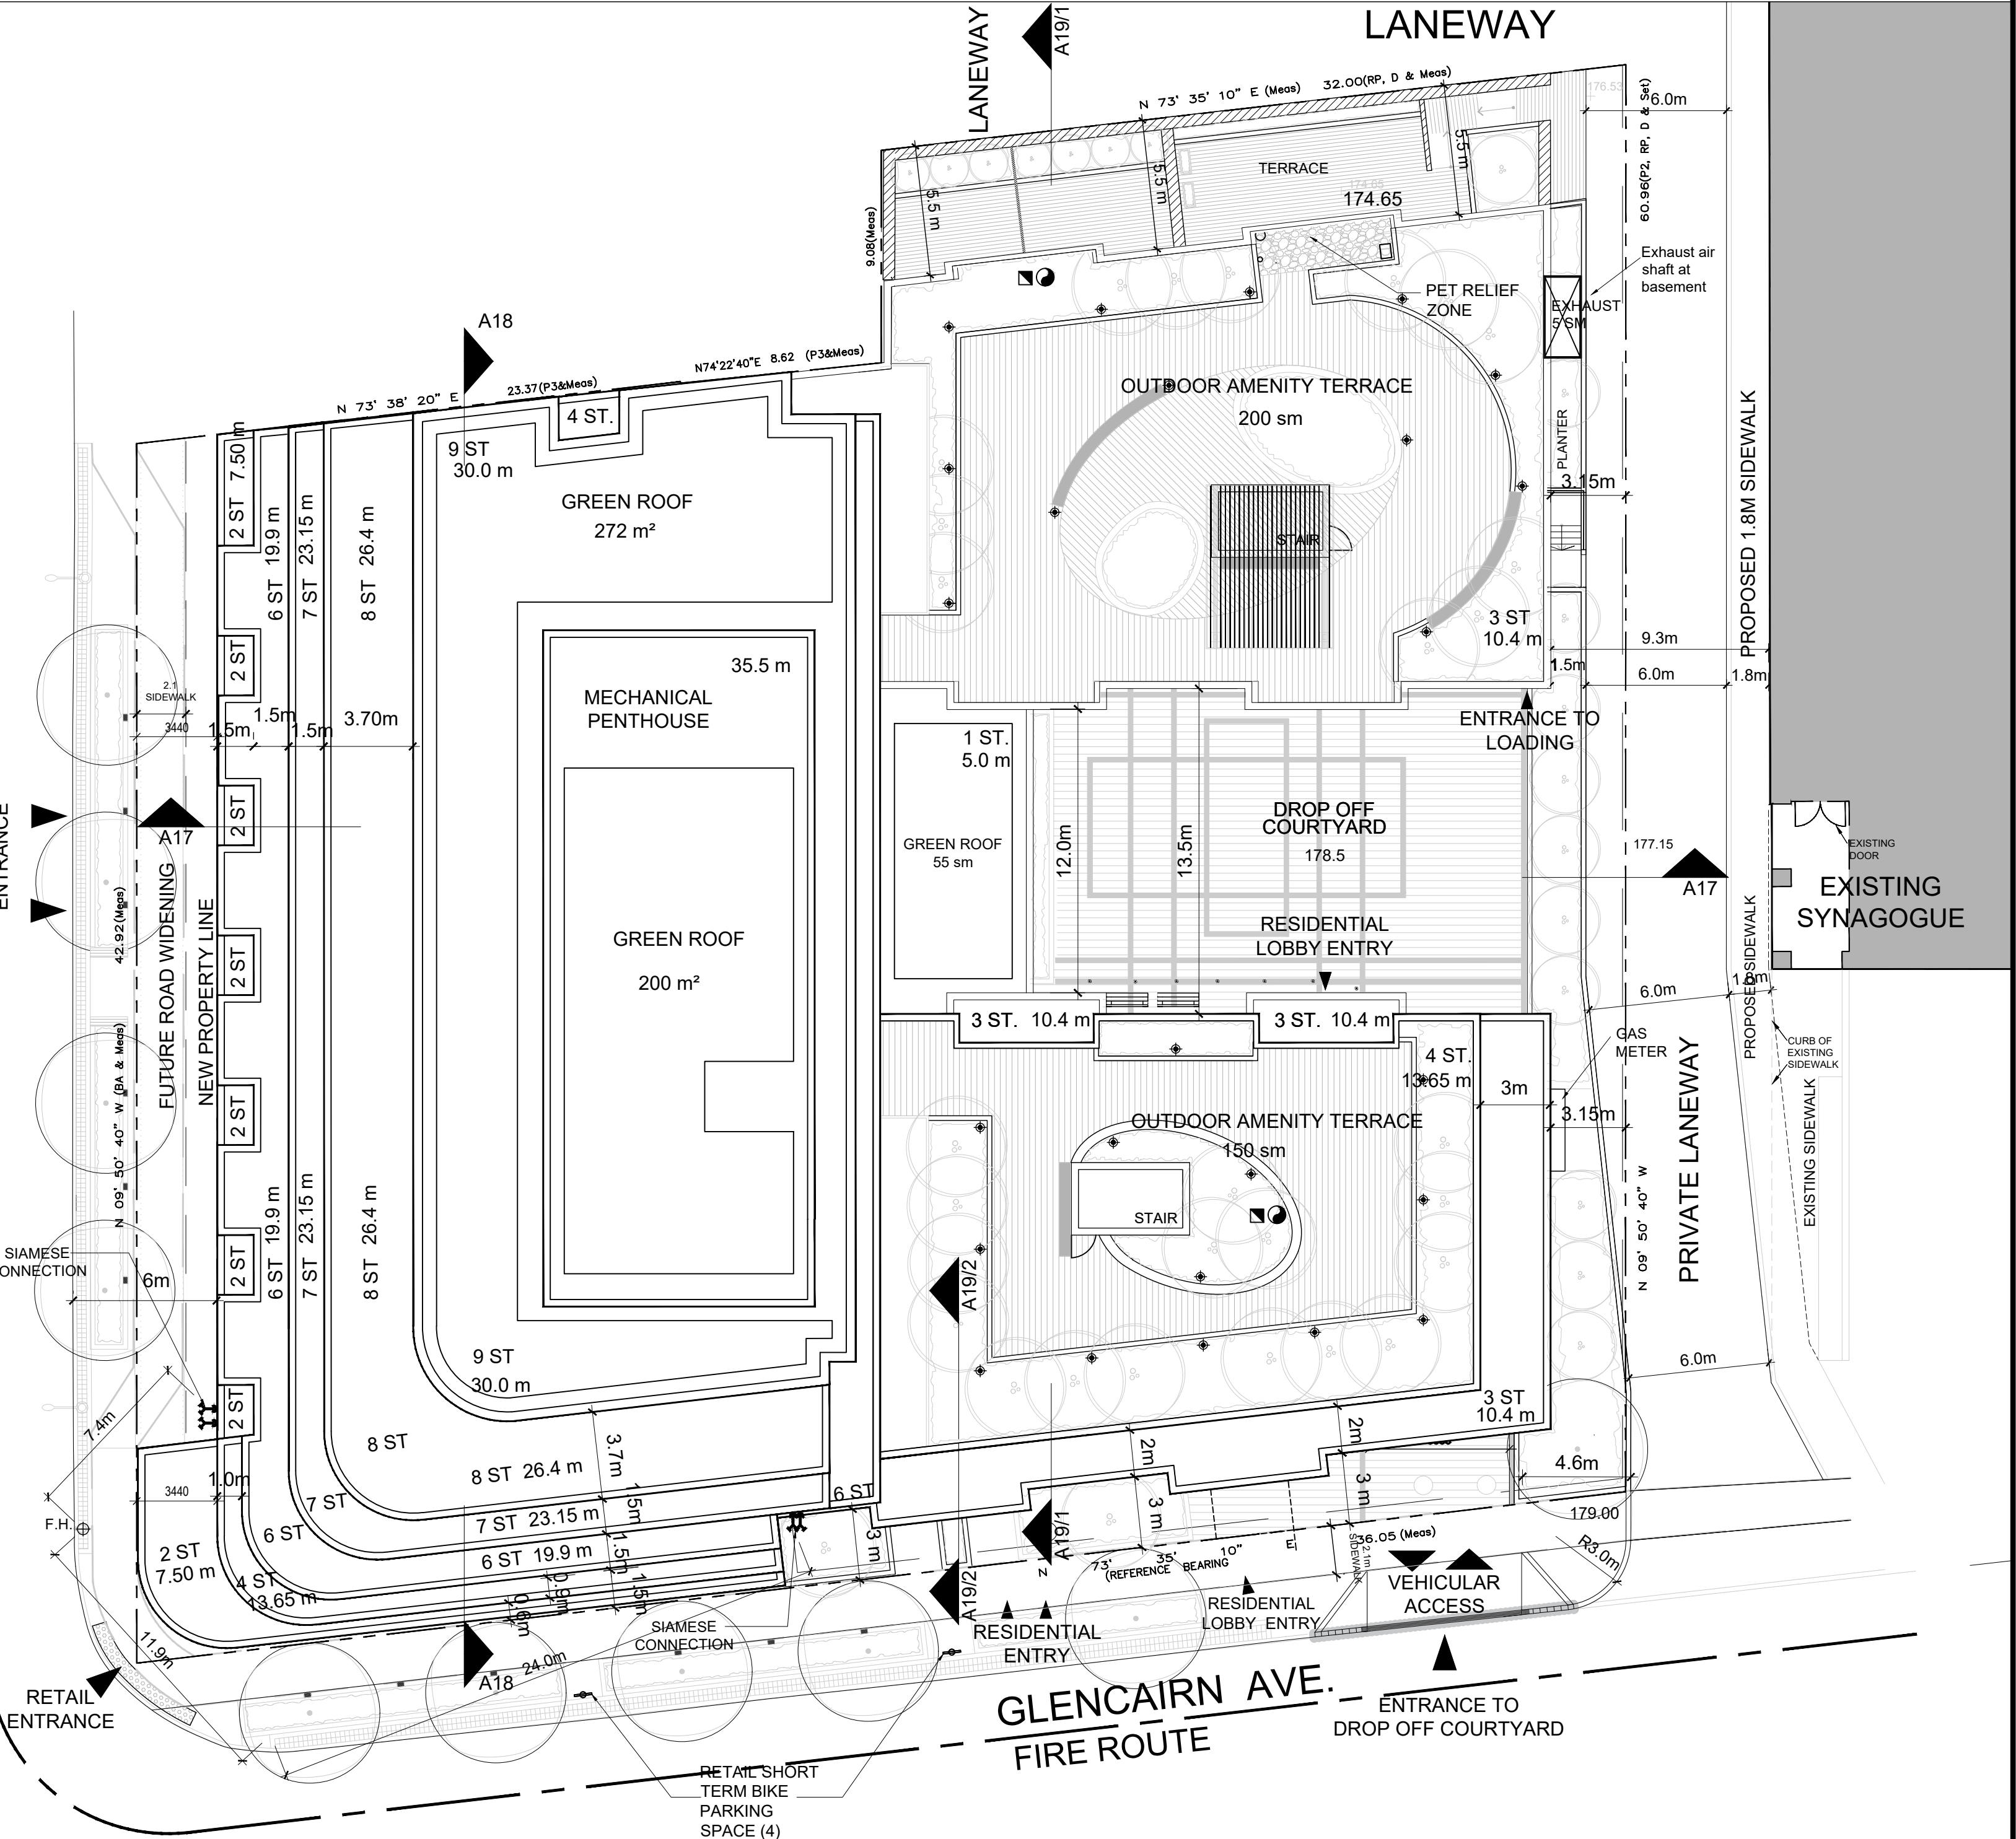 LANEWAY
LANEWAY
A19/1
N 73' 35' 10" E (Meas) 32.00(RP, D & Meas)
176.53
6.0m
60.96(P2, RP, D & Set)
5.5 m
5.5 m
5.5 m
TERRACE
174.65
174.65
9.08(Meas)
Exhaust air
shaft at
basement
PET RELIEF
ZONE
EXHAUST
5 SM
A18
N74'22'40"E 8.62 (P3&Meas)
23.37(P3&Meas)
N 73' 38' 20" E
4 ST.
9 ST
30.0 m
OUTDOOR AMENITY TERRACE
200 sm
PLANTER
3.15m
PROPOSED 1.8M SIDEWALK
2 ST 7.50 m
6 ST 19.9 m
7 ST 23.15 m
8 ST 26.4 m
GREEN ROOF
272 m²
STAIR
3 ST
10.4 m
9.3m
1.5m
6.0m
1.8m
2 ST
2.1
SIDEWALK
3440
1.5m
1.5m
1.5m
3.70m
35.5 m
MECHANICAL
PENTHOUSE
ENTRANCE TO
LOADING
1 ST.
5.0 m
GREEN ROOF
55 sm
12.0m
13.5m
DROP OFF
COURTYARD
178.5
177.15
A17
EXISTING
DOOR
EXISTING
SYNAGOGUE
ENTRANCE
A17
2 ST
42.92(Meas)
FUTURE ROAD WIDENING
NEW PROPERTY LINE
2 ST
GREEN ROOF
200 m²
RESIDENTIAL
LOBBY ENTRY
PROPOSED SIDEWALK
1.8m
6.0m
3 ST. 10.4 m
3 ST. 10.4 m
GAS
METER
CURB OF
EXISTING
SIDEWALK
4 ST.
13.65 m
3m
3.15m
N 09' 50' 40" W (BA & Meas)
2 ST
OUTDOOR AMENITY TERRACE
150 sm
STAIR
PRIVATE LANEWAY
EXISTING SIDEWALK
N 09' 50' 40" W
6 ST 19.9 m
7 ST 23.15 m
8 ST 26.4 m
SIAMESE
ONNECTION
6m
2 ST
A19/2
9 ST
30.0 m
6.0m
2 ST
7.4m
3 ST
10.4 m
2m
2m
8 ST
8 ST 26.4 m
3.7m
4.6m
1.0m
3440
7 ST
7 ST 23.15 m
1.5m
6 ST
3 m
3 m
3 m
179.00
F.H.
6 ST
6 ST 19.9 m
1.5m
A19/1
36.05 (Meas)
N 73' 35' 10" E
(REFERENCE BEARING
2.1m
SIDEWALK
R3.0m
2 ST
7.50 m
4 ST
13.65 m
0.9m
0.6m
1.5m
A19/2
VEHICULAR
ACCESS
RESIDENTIAL
LOBBY ENTRY
SIAMESE
CONNECTION
RESIDENTIAL
ENTRY
11.9m
24.0m
A18
RETAIL
ENTRANCE
GLENCAIRN AVE.
FIRE ROUTE
ENTRANCE TO
DROP OFF COURTYARD
RETAIL SHORT
TERM BIKE
PARKING
SPACE (4)